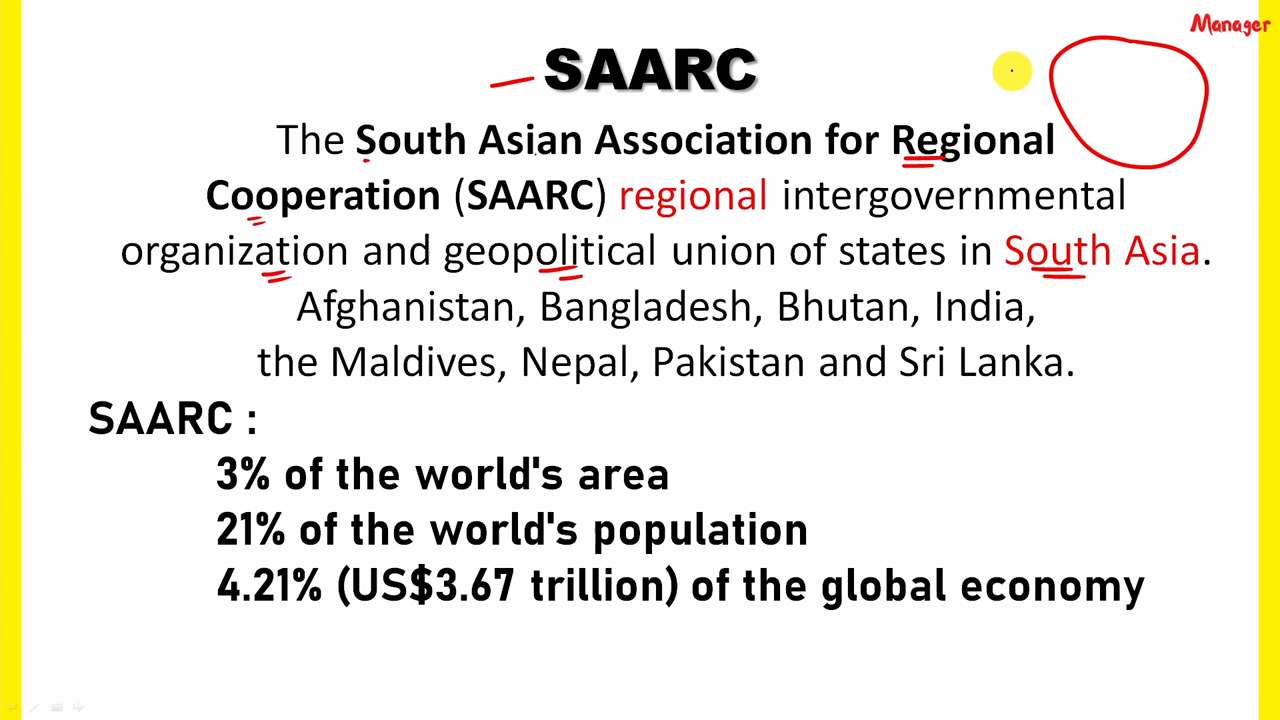 Manager
SAARC
The South Asian Association for Regional
Cooperation (SAARC) regional intergovernmental
organization and geopolitical union of states in South Asia.
Afghanistan, Bangladesh, Bhutan, India,
the Maldives, Nepal, Pakistan and Sri Lanka.
SAARC :
3% of the world's area
21% of the world's population
4.21% (US$3.67 trillion) of the global economy